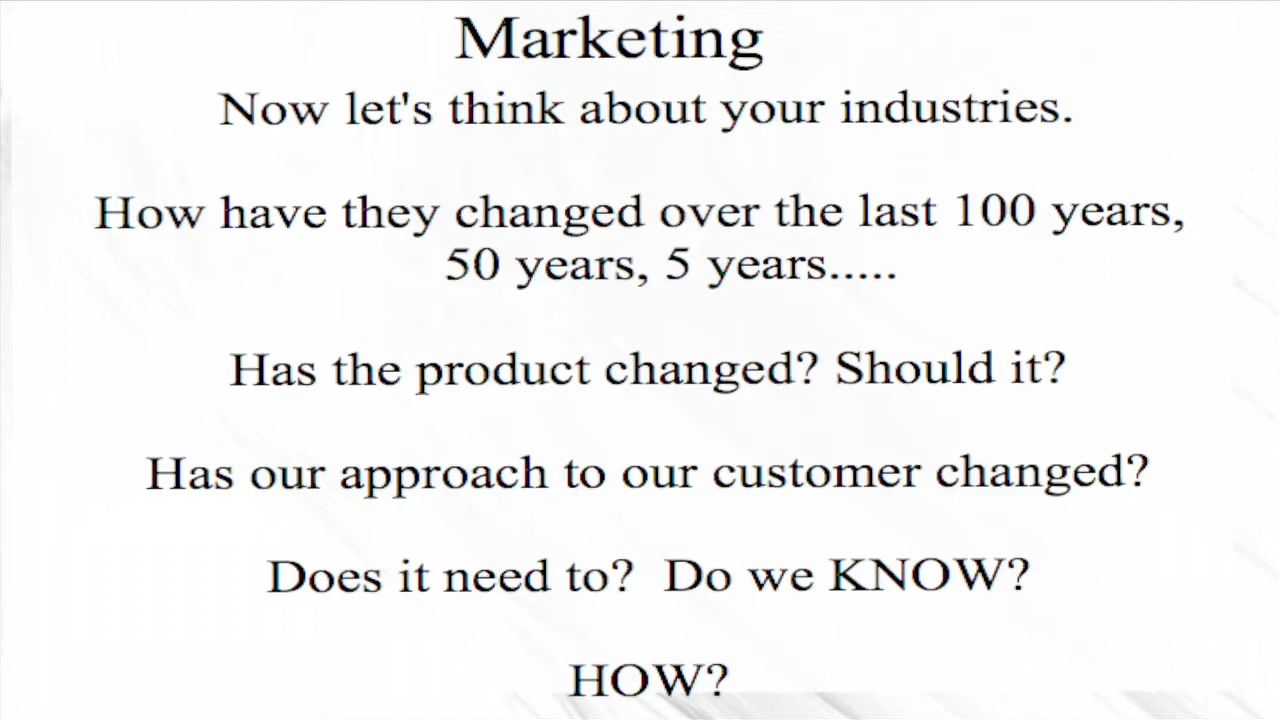 Marketing
Now let's think about your industries.
How have they changed over the last 100 years,
50 years, 5 years.....
Has the product changed? Should it?
Has our approach to our customer changed?
Does it need to?  Do we KNOW?
HOW?